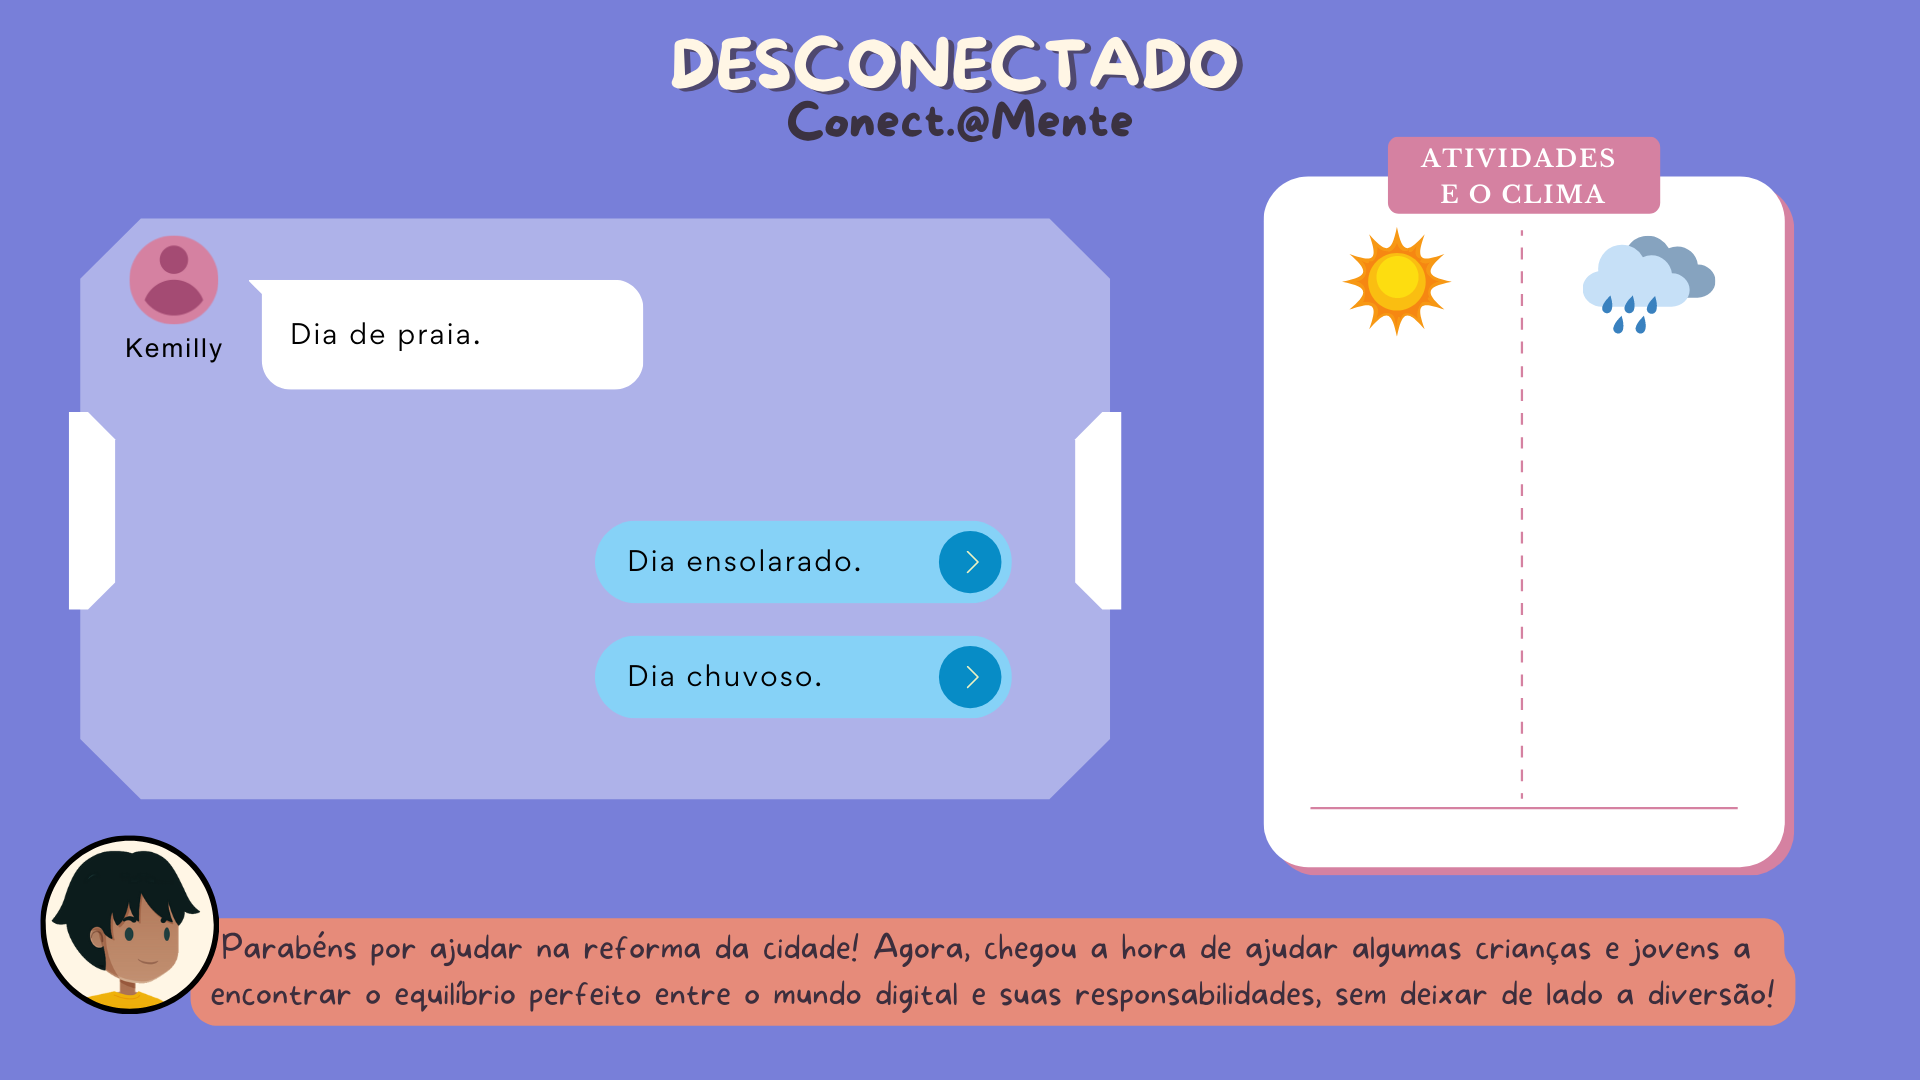 DESCONECTADO
Conect.@Mente
ATIVIDADES
E O CLIMA
Kemilly
Dia de praia.
Dia ensolarado.
Dia chuvoso.
Parabéns por ajudar na reforma da cidade! Agora, chegou a hora de ajudar algumas crianças e jovens a
encontrar o equilíbrio perfeito entre o mundo digital e suas responsabilidades, sem deixar de lado a diversão!